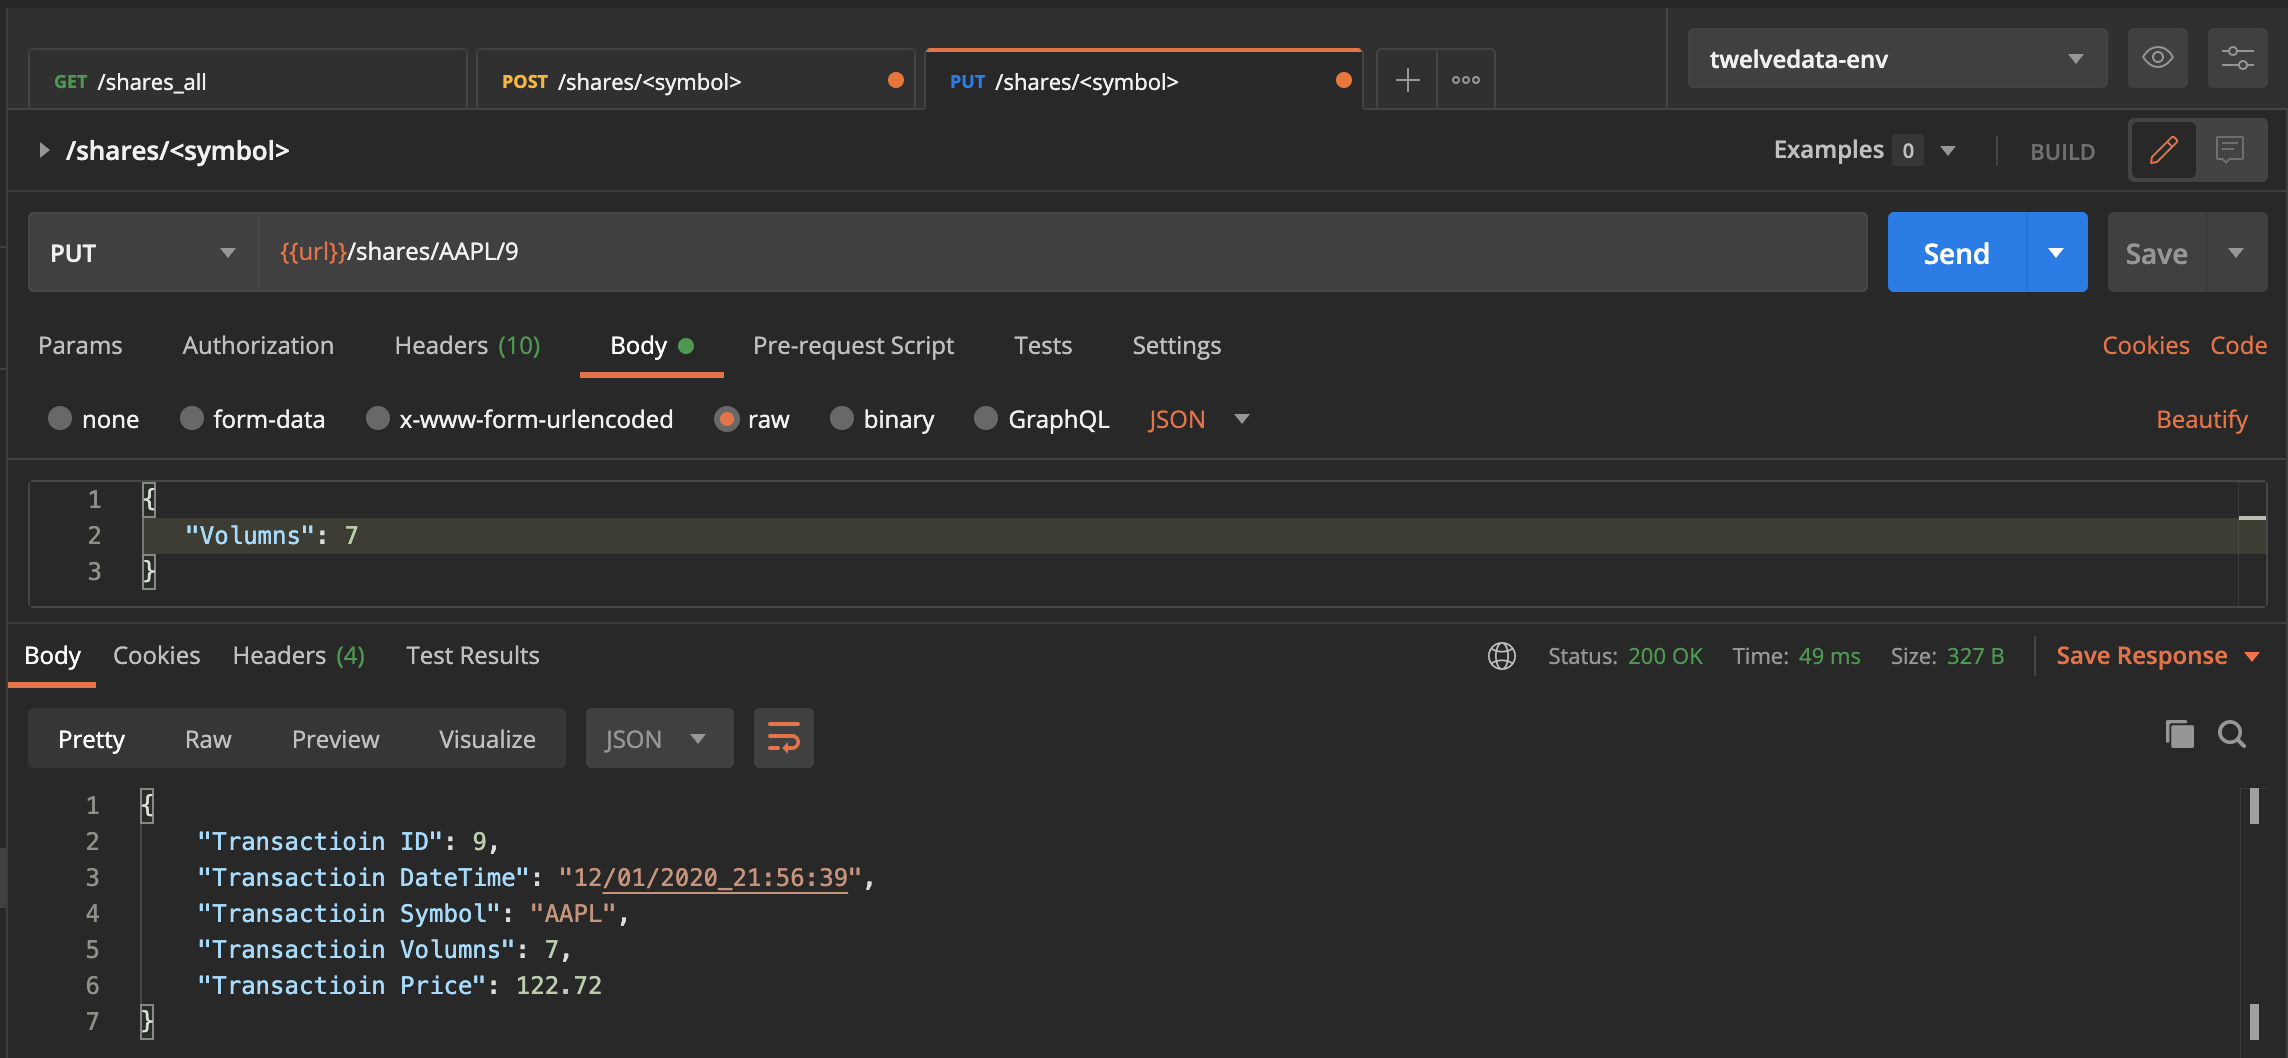 GET /shares_all POST /shares/<symbol> PUT /shares/<symbol> twelvedata-env
/shares/<symbol> Examples 0 BUILD
PUT {{url}}/shares/AAPL/9 Send Save
Params Authorization Headers (10) Body Pre-request Script Tests Settings Cookies Code
none form-data x-www-form-urlencoded raw binary GraphQL JSON Beautify
1 {
2 "Volumns": 7
3 }
Body Cookies Headers (4) Test Results Status: 200 OK Time: 49 ms Size: 327 B Save Response
Pretty Raw Preview Visualize JSON
1 {
2 "Transactioin ID": 9,
3 "Transactioin DateTime": "12/01/2020_21:56:39",
4 "Transactioin Symbol": "AAPL",
5 "Transactioin Volumns": 7,
6 "Transactioin Price": 122.72
7 }